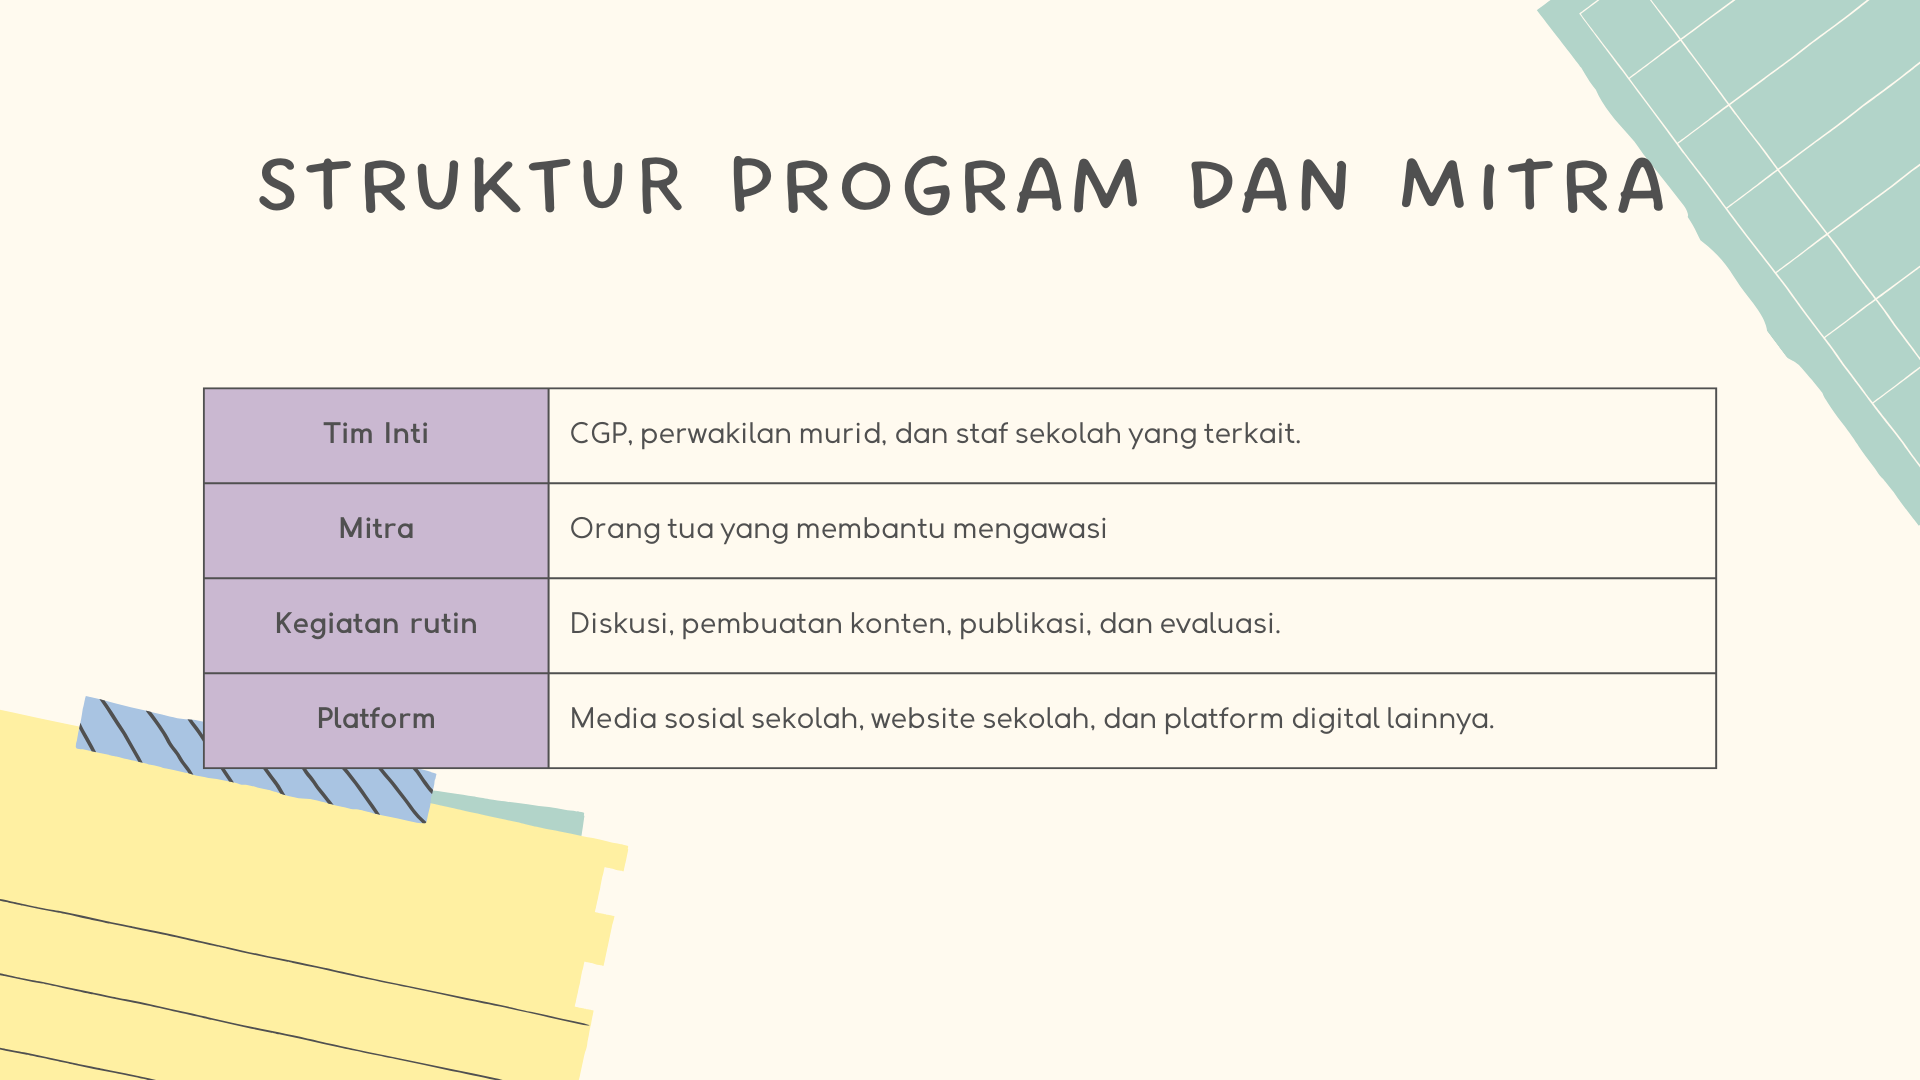 STRUKTUR PROGRAM DAN MITRA
Tim Inti
CGP, perwakilan murid, dan staf sekolah yang terkait.
Mitra
Orang tua yang membantu mengawasi
Kegiatan rutin
Diskusi, pembuatan konten, publikasi, dan evaluasi.
Platform
Media sosial sekolah, website sekolah, dan platform digital lainnya.